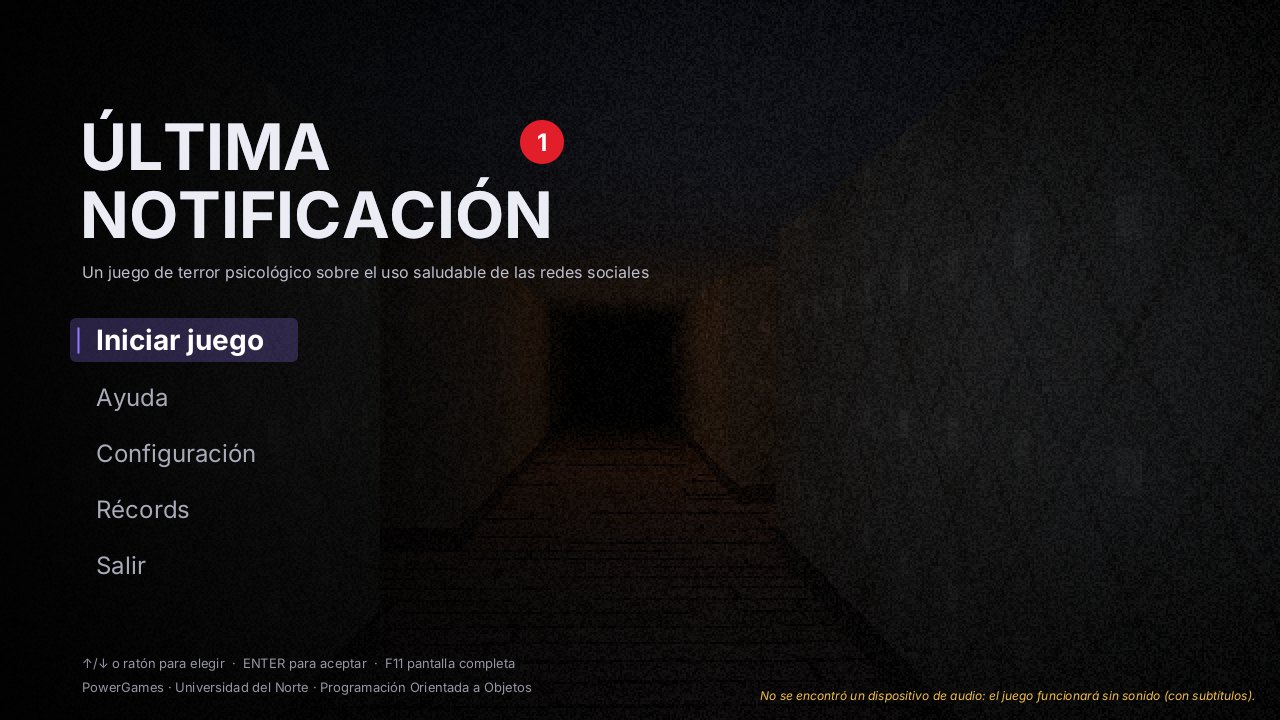 ÚLTIMA
1
NOTIFICACIÓN
Un juego de terror psicológico sobre el uso saludable de las redes sociales
Iniciar juego
Ayuda
Configuración
Récords
Salir
↑/↓ o ratón para elegir · ENTER para aceptar · F11 pantalla completa
PowerGames · Universidad del Norte · Programación Orientada a Objetos
No se encontró un dispositivo de audio: el juego funcionará sin sonido (con subtítulos).